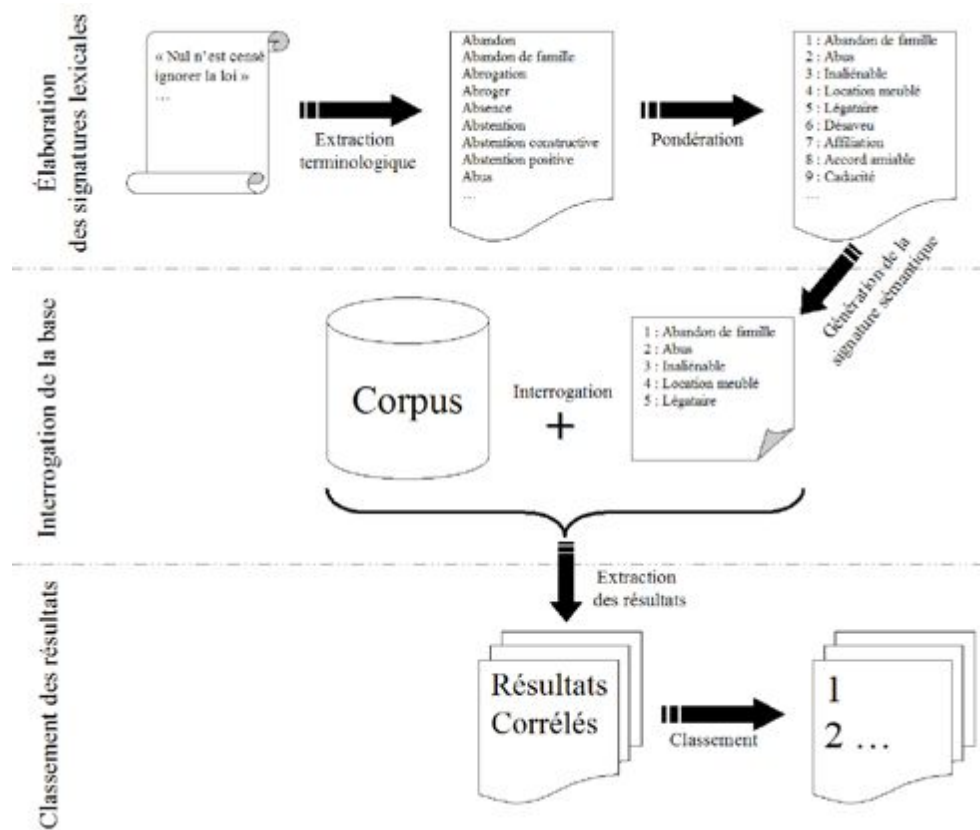 Élaboration
des signatures lexicales
« Nul n'est censé
ignorer la loi »
...
Extraction
terminologique
Abandon
Abandon de famille
Abrogation
Abroger
Absence
Abstention
Abstention constructive
Abstention positive
Abus
...
Pondération
1 : Abandon de famille
2 : Abus
3 : Inaliénable
4 : Location meublé
5 : Légataire
6 : Désaveu
7 : Affiliation
8 : Accord amiable
9 : Caducité
...
Génération de la
signature sémantique
Interrogation de la base
Corpus
Interrogation
+
1 : Abandon de famille
2 : Abus
3 : Inaliénable
4 : Location meublé
5 : Légataire
Extraction
des résultats
Classement des résultats
Résultats
Corrélés
Classement
1
2 ...